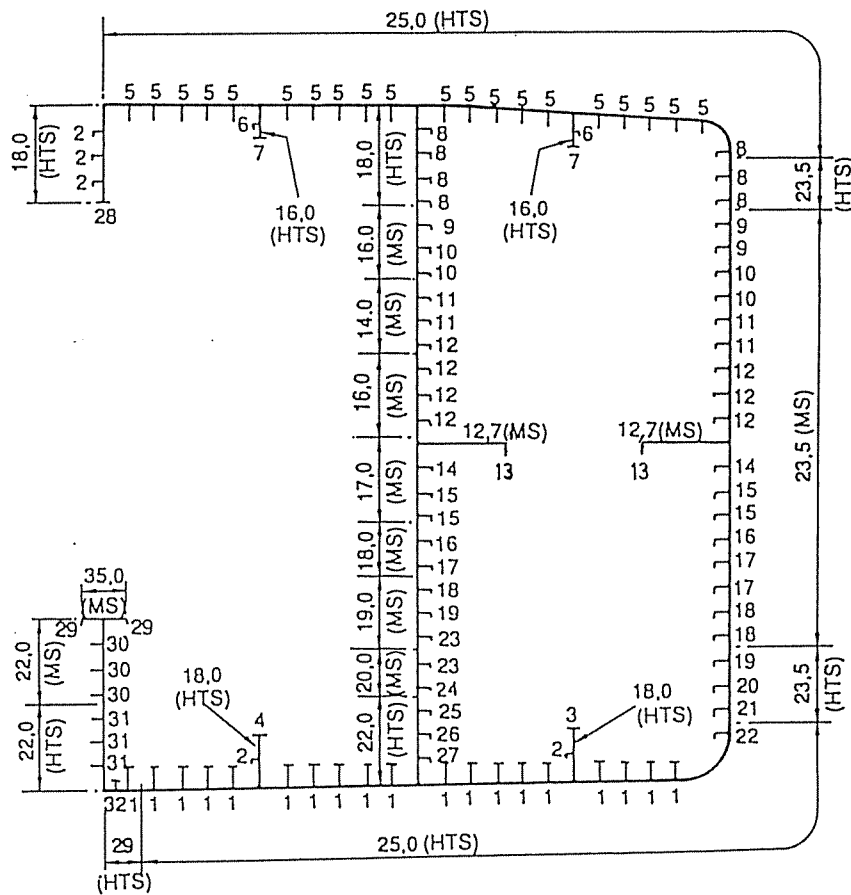 25,0 (HTS)
5 5 5 5 5 5 5 5 5 5 5 5 5 5 5 5 5 5 5 5
18,0 (HTS)
2
2
2
28
6
7
16,0 (HTS)
18,0 (HTS)
16.0 (MS)
14.0 (MS)
16,0 (MS)
17,0 (MS)
18,0 (MS)
19,0 (MS)
20,0 (MS)
22,0 (HTS)
8
8
8
8
9
10
10
11
11
12
12
12
12
12,7(MS)
13
14
15
15
16
17
18
19
23
23
24
25
26
27
6
7
16,0 (HTS)
12,7(MS)
13
8
8
8
9
9
10
10
11
11
12
12
12
14
15
15
16
17
17
18
18
19
20
21
22
23,5 (HTS)
23,5 (MS)
23,5 (HTS)
35,0 (MS)
29
29
22,0 (MS)
22,0 (HTS)
30
30
30
31
31
31
18,0 (HTS)
4
2
3
2
18,0 (HTS)
32 1 1 1 1 1 1 1 1 1 1 1 1 1 1 1 1 1 1 1
29 (HTS)
25,0 (HTS)